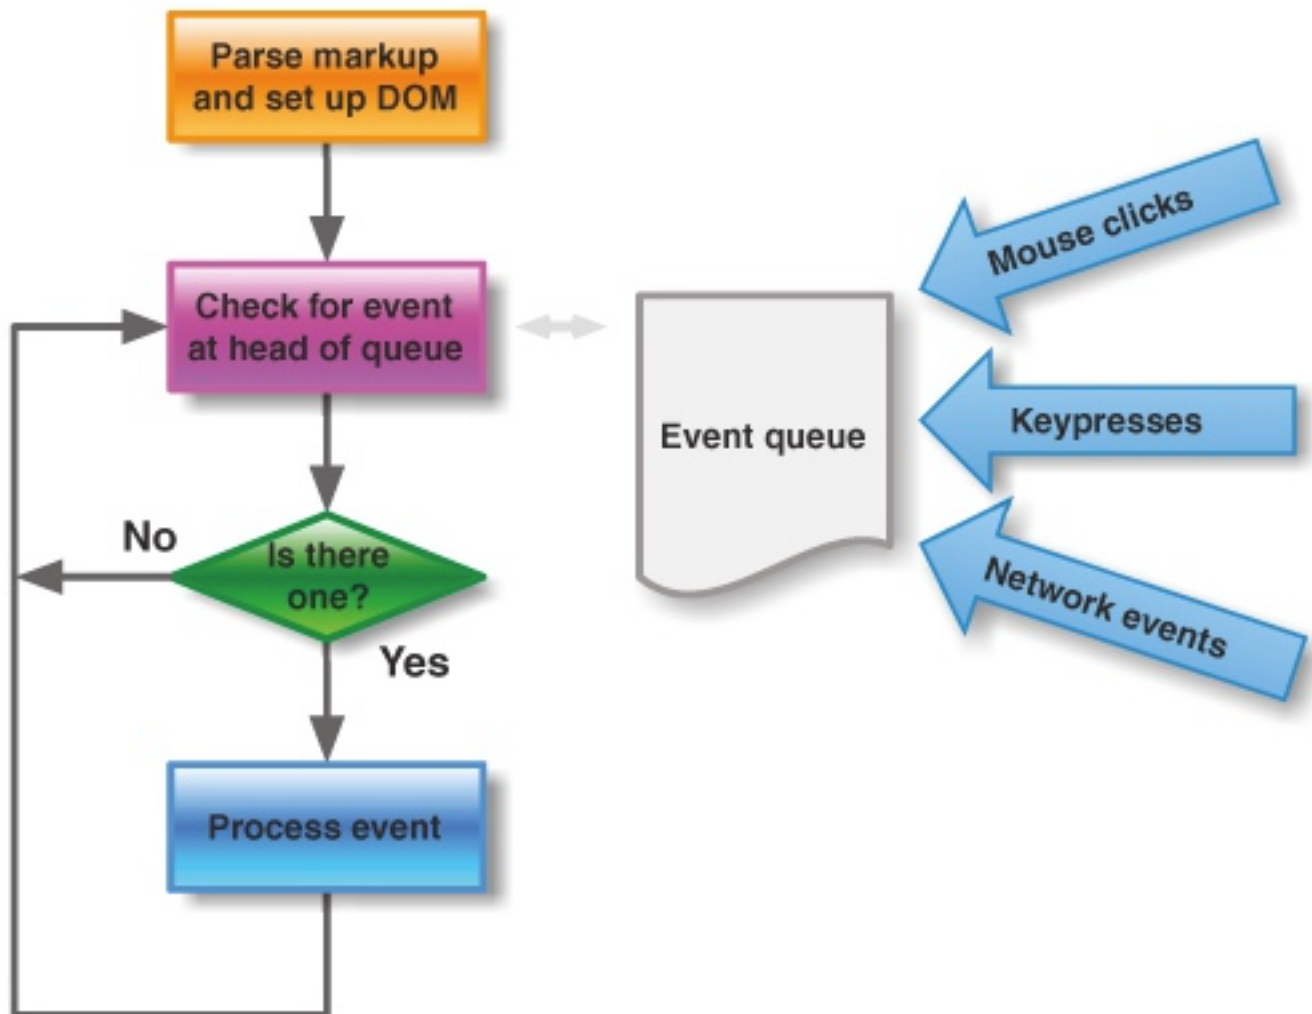 Parse markup
and set up DOM
Check for event
at head of queue
Is there
one?
No
Yes
Process event
Event queue
Mouse clicks
Keypresses
Network events